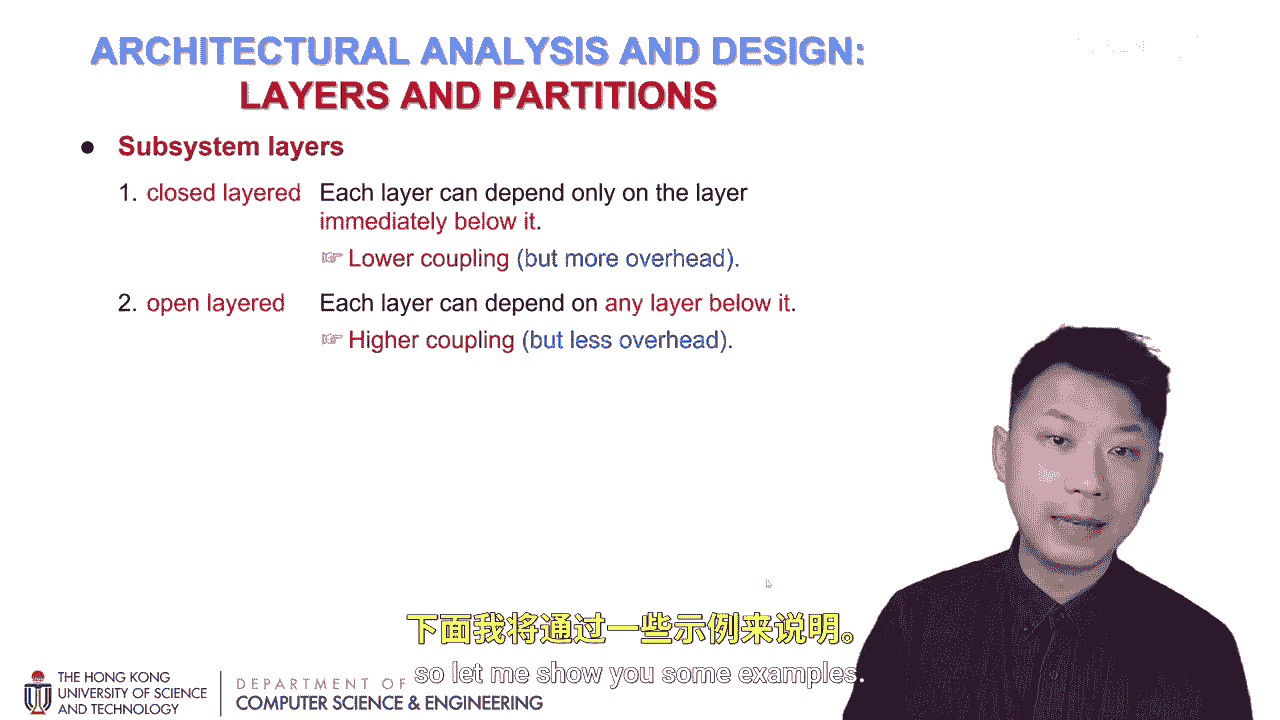 ARCHITECTURAL ANALYSIS AND DESIGN:
LAYERS AND PARTITIONS
● Subsystem layers
1. closed layered Each layer can depend only on the layer
immediately below it.
☞ Lower coupling (but more overhead).
2. open layered Each layer can depend on any layer below it.
☞ Higher coupling (but less overhead).
下面我将通过一些示例来说明。
so let me show you some examples.
THE HONG KONG
UNIVERSITY OF SCIENCE
AND TECHNOLOGY
DEPARTMENT OF
COMPUTER SCIENCE & ENGINEERING